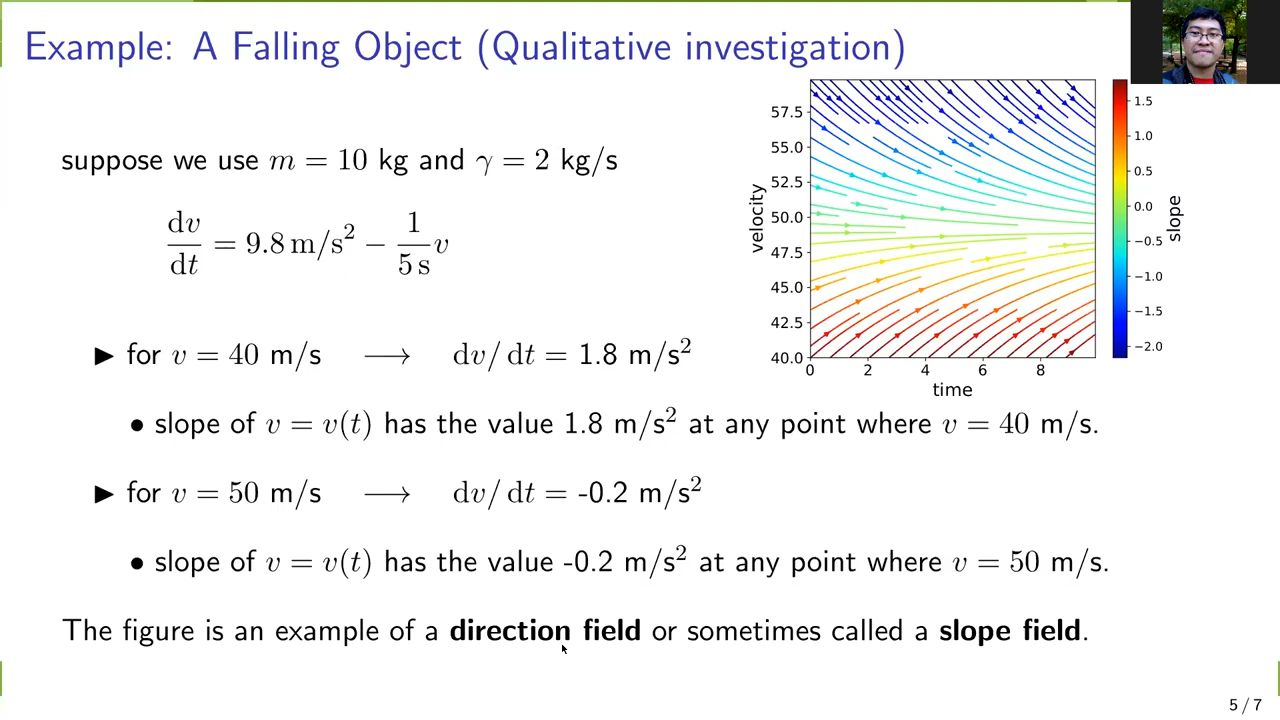 Example: A Falling Object (Qualitative investigation)
suppose we use m = 10 kg and γ = 2 kg/s
dv/dt = 9.8 m/s² − 1/(5 s) v
▶ for v = 40 m/s ⟶ dv/dt = 1.8 m/s²
• slope of v = v(t) has the value 1.8 m/s² at any point where v = 40 m/s.
▶ for v = 50 m/s ⟶ dv/dt = -0.2 m/s²
• slope of v = v(t) has the value -0.2 m/s² at any point where v = 50 m/s.
The figure is an example of a direction field or sometimes called a slope field.
velocity
57.5
55.0
52.5
50.0
47.5
45.0
42.5
40.0
0 2 4 6 8
time
1.5
1.0
0.5
0.0
−0.5
−1.0
−1.5
−2.0
slope
5 / 7